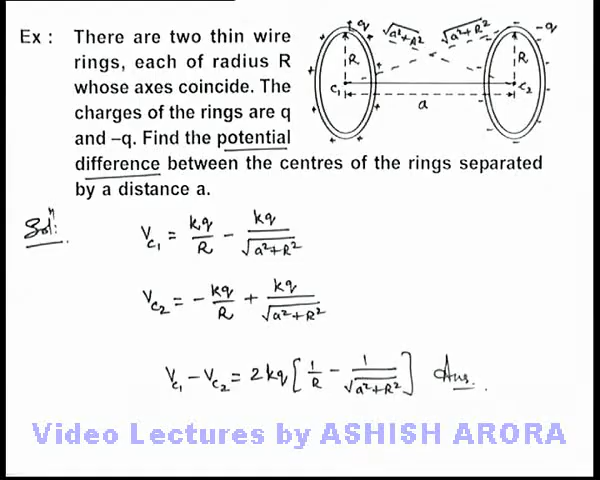 Ex : There are two thin wire
rings, each of radius R
whose axes coincide. The
charges of the rings are q
and –q. Find the potential
difference between the centres of the rings separated
by a distance a.
q √a²+R² √a²+R² -q
R R
C₁ C₂
a
Solⁿ.
V_C₁ = kq/R - kq/√a²+R²
V_C₂ = - kq/R + kq/√a²+R²
V_C₁ - V_C₂ = 2kq [ 1/R - 1/√a²+R² ] Ans.
Video Lectures by ASHISH ARORA